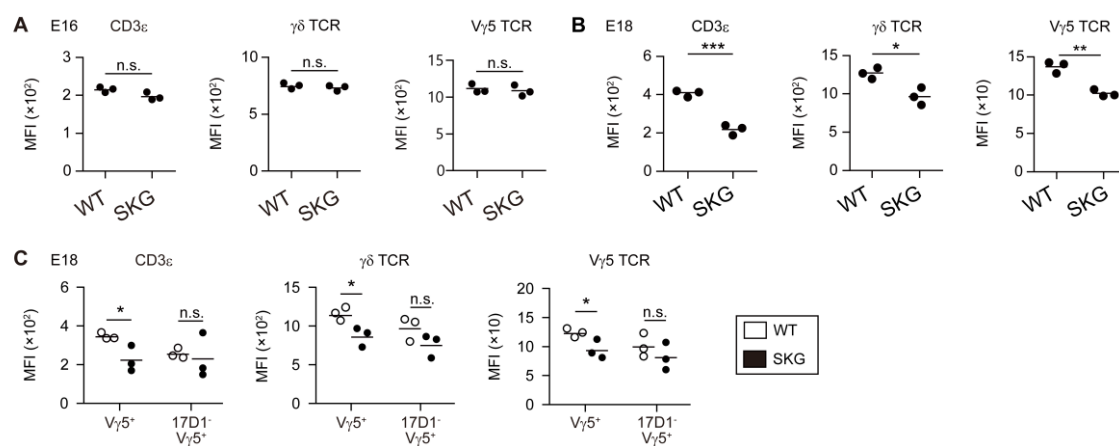 A E16 CD3ε γδ TCR Vγ5 TCR B E18 CD3ε γδ TCR Vγ5 TCR
n.s. n.s. n.s. *** * **
MFI (×10²) 3 2 1 0
MFI (×10²) 10 5 0
MFI (×10²) 15 10 5 0
MFI (×10²) 6 4 2 0
MFI (×10²) 15 10 5 0
MFI (×10) 15 10 5 0
WT SKG WT SKG WT SKG WT SKG WT SKG WT SKG
C E18 CD3ε γδ TCR Vγ5 TCR
* n.s. * n.s. * n.s.
MFI (×10²) 6 4 2 0
MFI (×10²) 15 10 5 0
MFI (×10) 20 15 10 5 0
WT
SKG
Vγ5⁺ 17D1⁻ Vγ5⁺ 17D1⁻ Vγ5⁺ 17D1⁻
Vγ5⁺ Vγ5⁺ Vγ5⁺